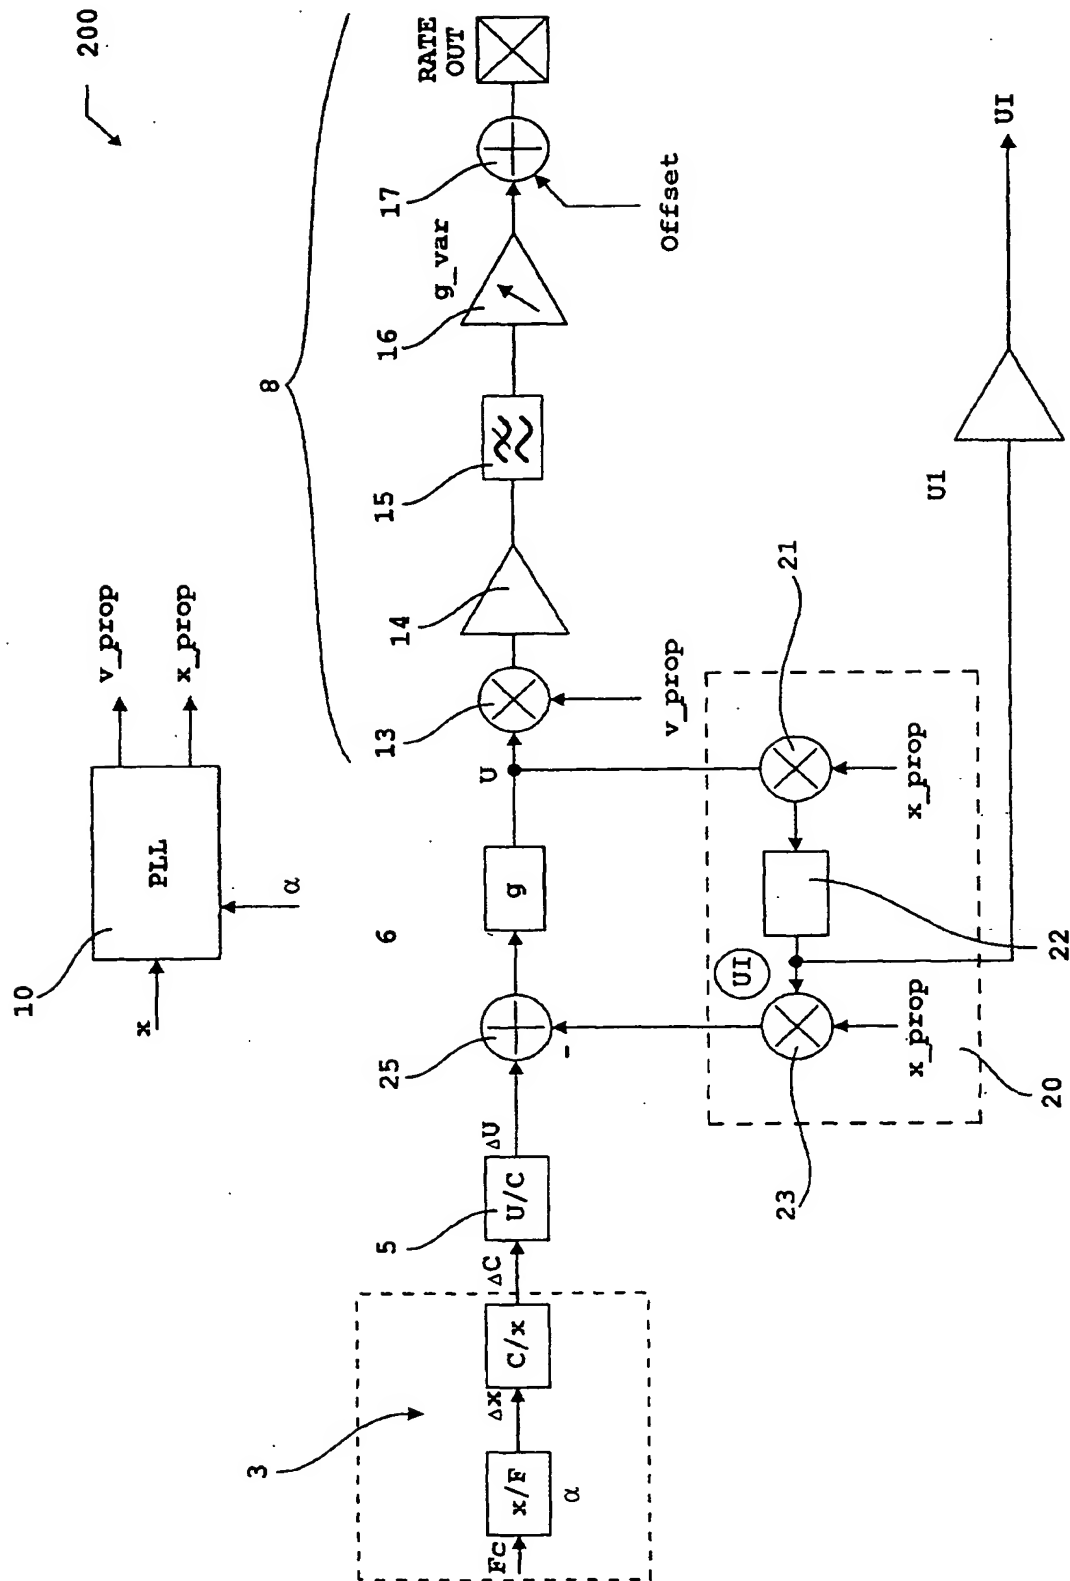 200
10
x
PLL
α
v_prop
x_prop
8
3
Fc
x/F
α
Δx
C/x
ΔC
5
U/C
ΔU
25
-
6
g
U
13
v_prop
14
15
16
g_var
17
Offset
RATE
OUT
23
x_prop
UI
22
21
x_prop
20
U1
UI